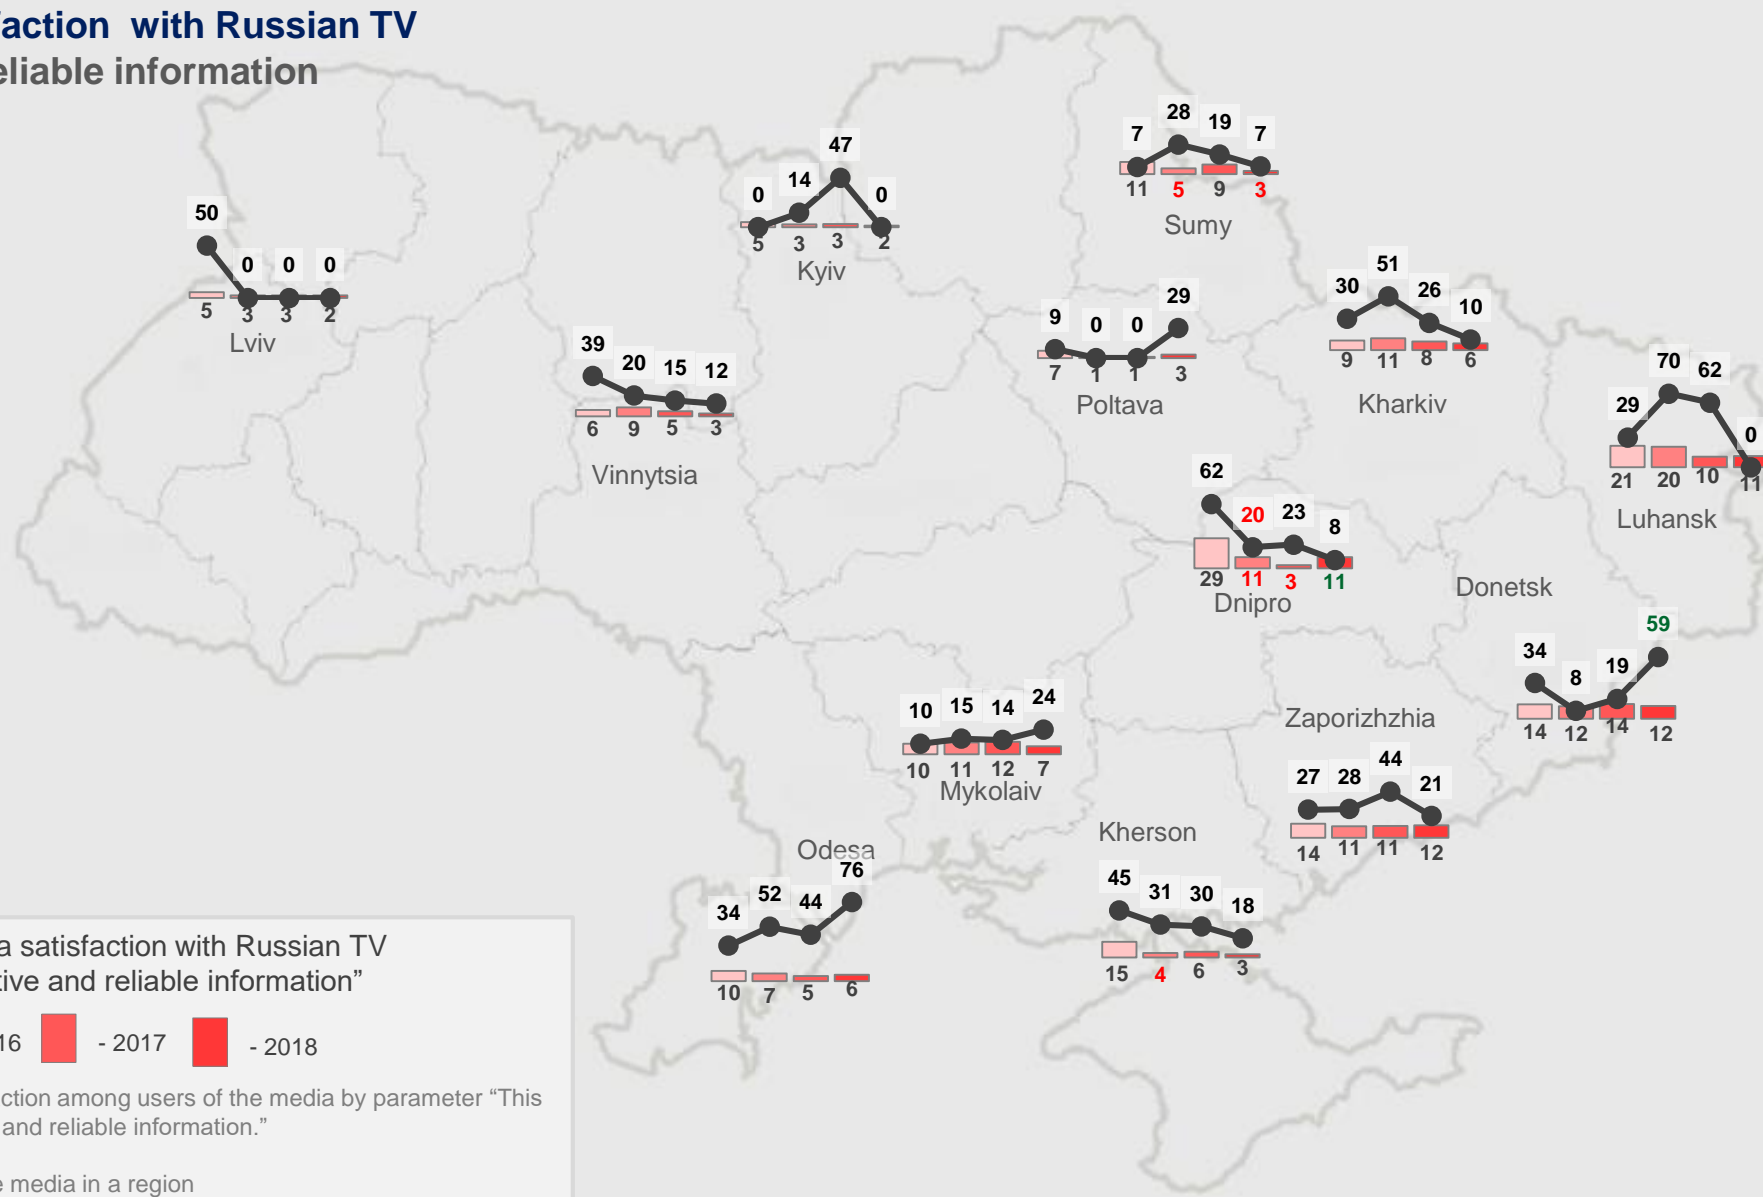 faction with Russian TV
eliable information
28
7 19 7
11 5 9 3
Sumy
47
14
0 0
5 3 3 2
Kyiv
50
0 0 0
5 3 3 2
Lviv
39
20 15 12
6 9 5 3
Vinnytsia
29
9 0 0
7 1 1 3
Poltava
51
30 26 10
9 11 8 6
Kharkiv
70 62
29 0
21 20 10 11
Luhansk
62
20 23 8
29 11 3 11
Dnipro
Donetsk
59
34 8 19
14 12 14 12
10 15 14 24
10 11 12 7
Mykolaiv
Zaporizhzhia
44
27 28 21
14 11 11 12
Kherson
45 31 30 18
15 4 6 3
Odesa
76
34 52 44
10 7 5 6
a satisfaction with Russian TV
tive and reliable information”
16 - 2017 - 2018
ction among users of the media by parameter “This
and reliable information.”
e media in a region